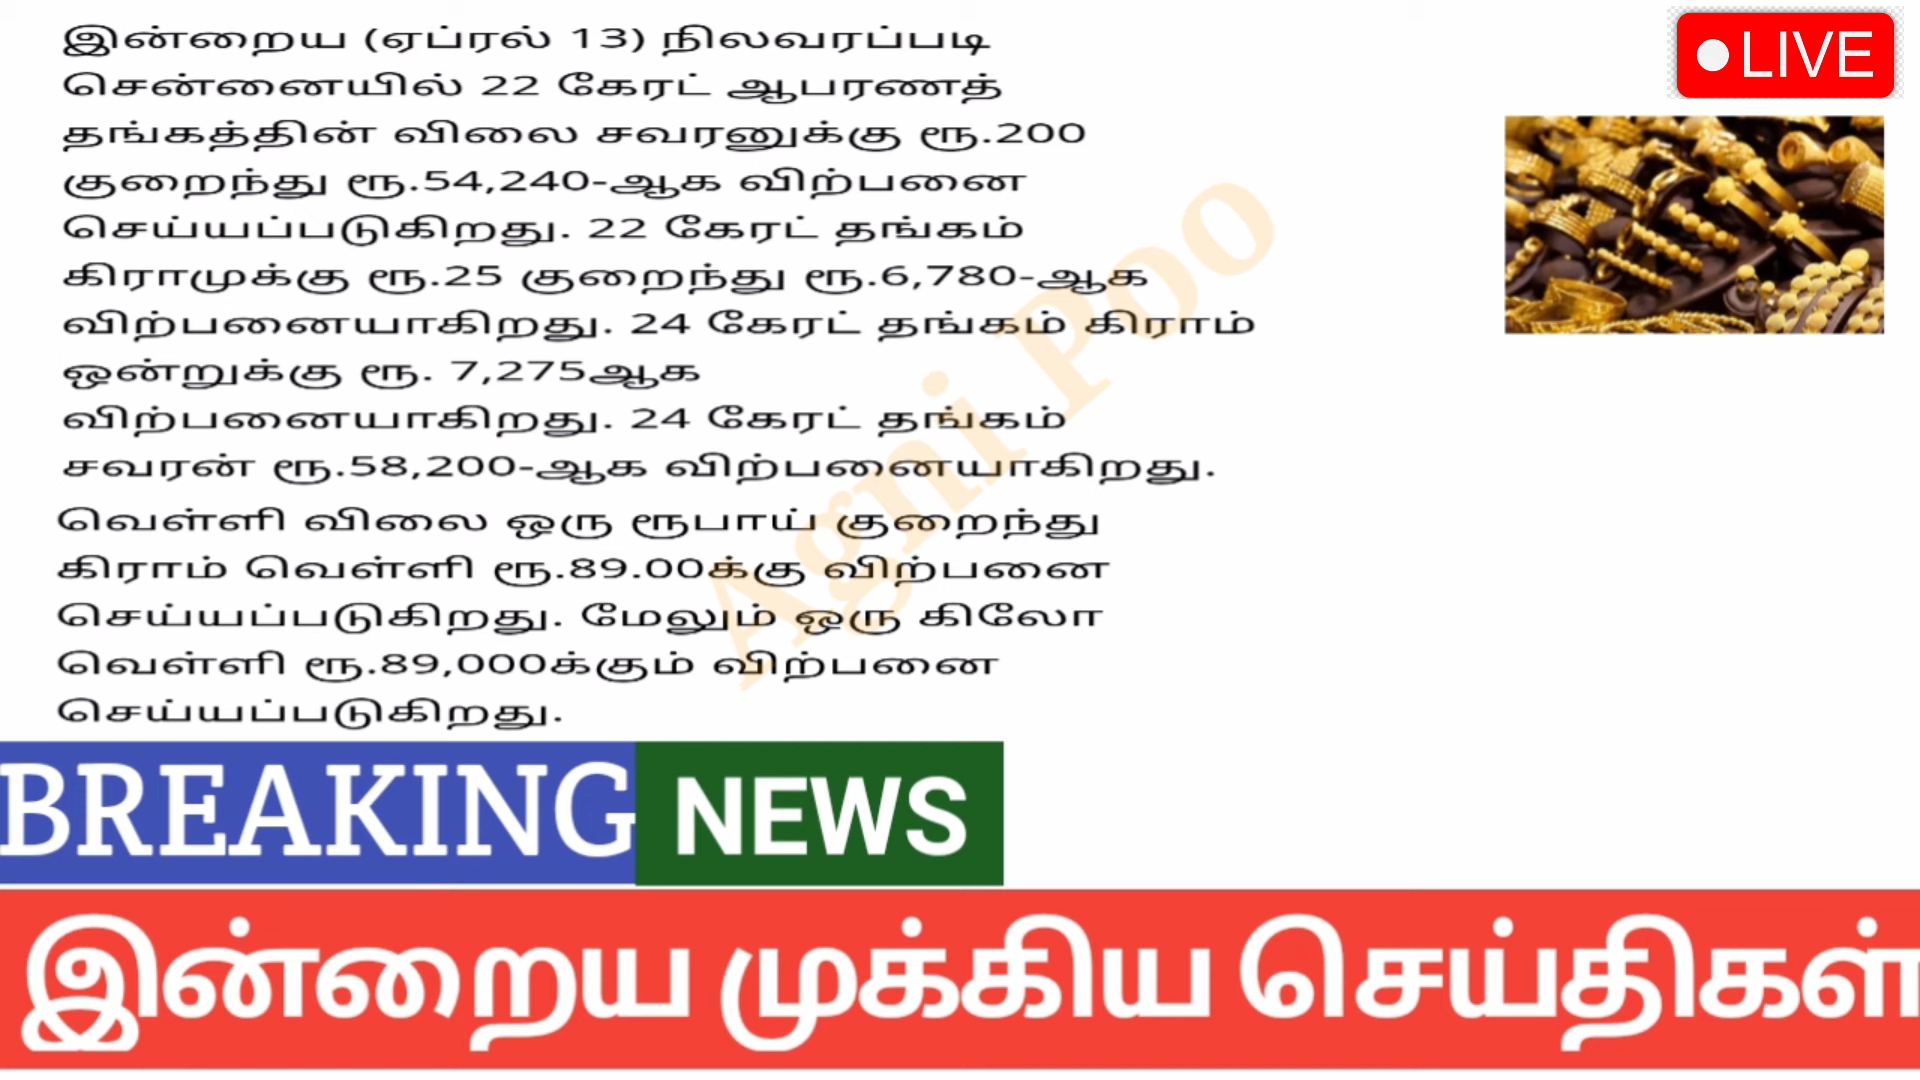 இன்றைய (ஏப்ரல் 13) நிலவரப்படி
சென்னையில் 22 கேரட் ஆபரணத்
தங்கத்தின் விலை சவரனுக்கு ரூ.200
குறைந்து ரூ.54,240-ஆக விற்பனை
செய்யப்படுகிறது. 22 கேரட் தங்கம்
கிராமுக்கு ரூ.25 குறைந்து ரூ.6,780-ஆக
விற்பனையாகிறது. 24 கேரட் தங்கம் கிராம்
ஒன்றுக்கு ரூ. 7,275ஆக
விற்பனையாகிறது. 24 கேரட் தங்கம்
சவரன் ரூ.58,200-ஆக விற்பனையாகிறது.
வெள்ளி விலை ஒரு ரூபாய் குறைந்து
கிராம் வெள்ளி ரூ.89.00க்கு விற்பனை
செய்யப்படுகிறது. மேலும் ஒரு கிலோ
வெள்ளி ரூ.89,000க்கும் விற்பனை
செய்யப்படுகிறது.
LIVE
Agni Poo
BREAKING NEWS
இன்றைய முக்கிய செய்திகள்